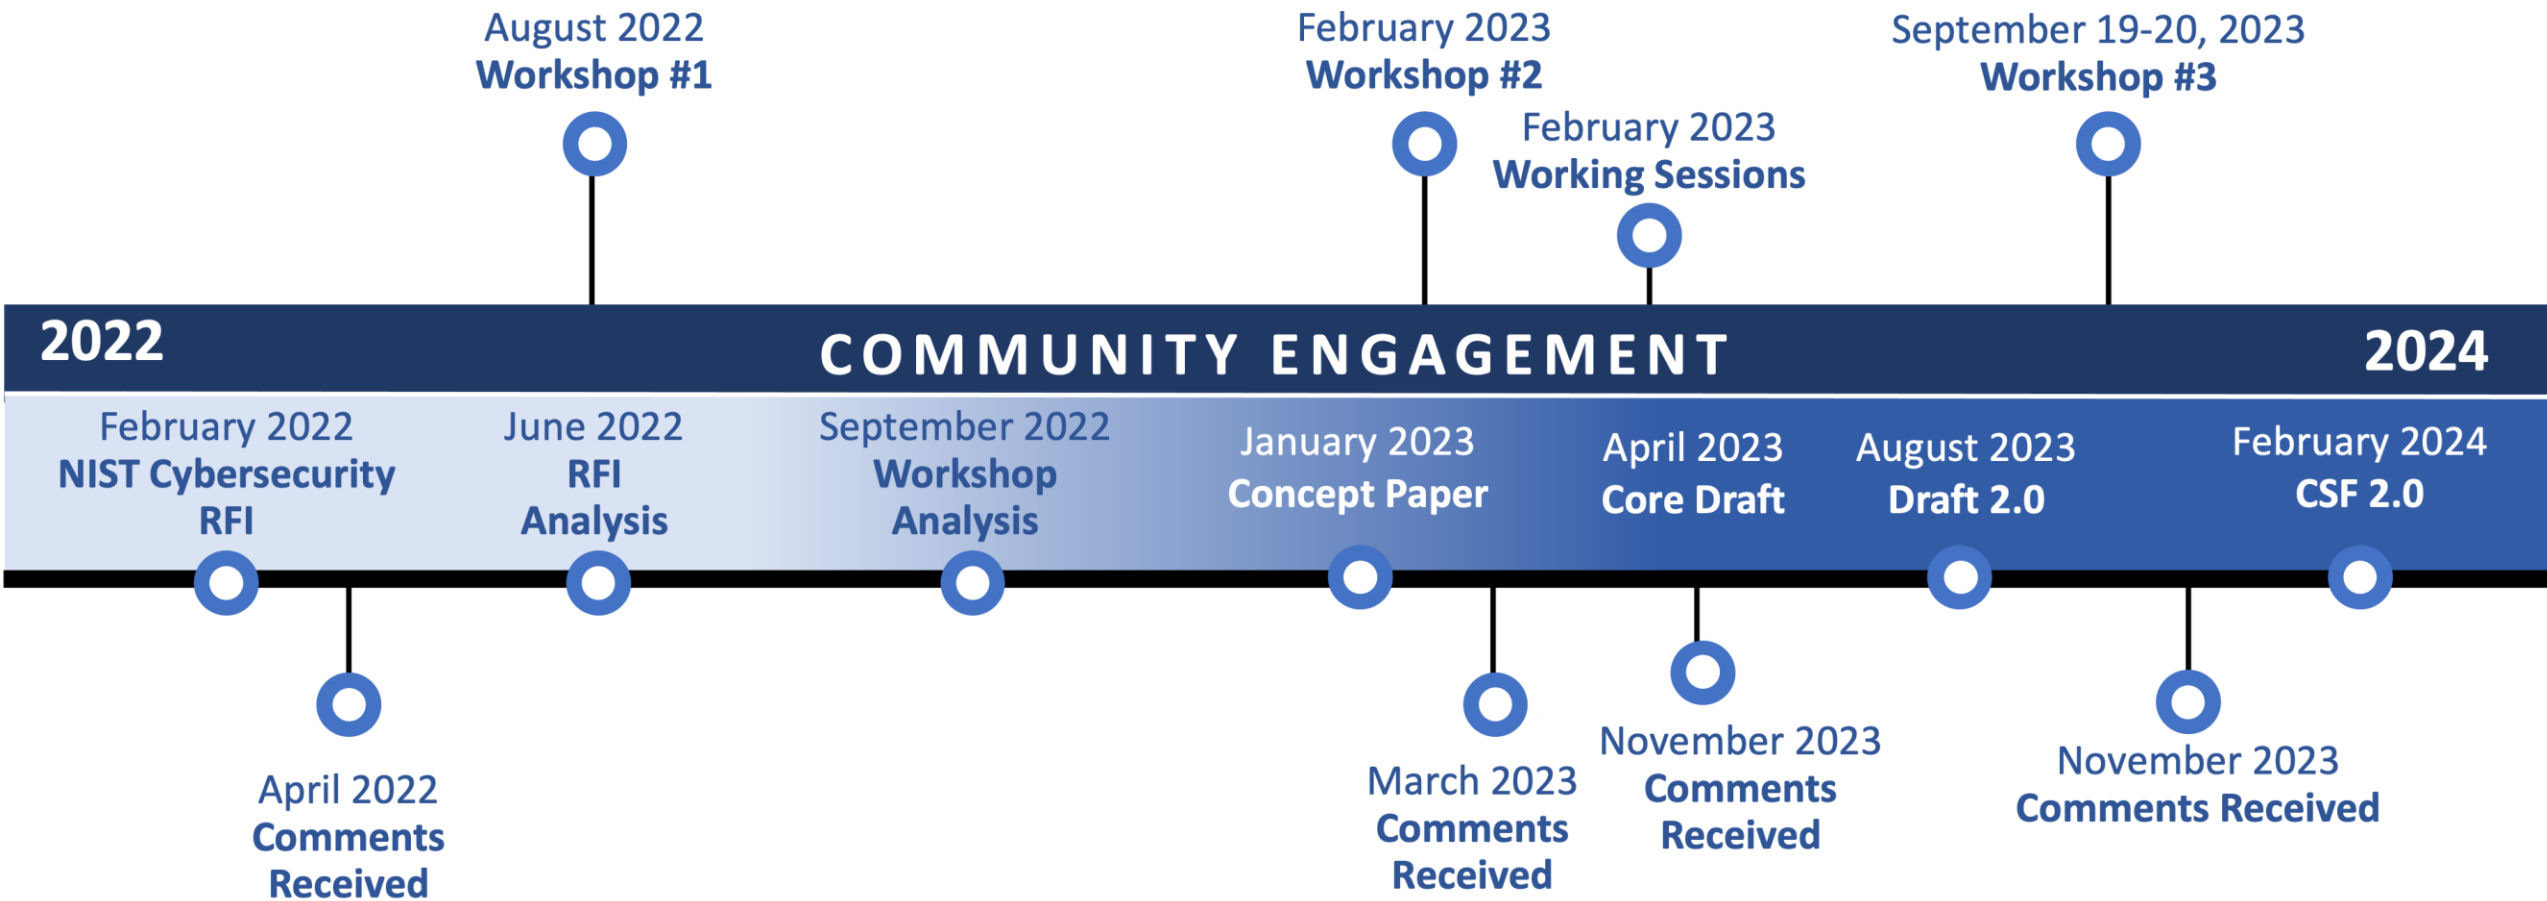 August 2022
Workshop #1
February 2023
Workshop #2
September 19-20, 2023
Workshop #3
February 2023
Working Sessions
2022
COMMUNITY ENGAGEMENT
2024
February 2022
NIST Cybersecurity
RFI
June 2022
RFI
Analysis
September 2022
Workshop
Analysis
January 2023
Concept Paper
April 2023
Core Draft
August 2023
Draft 2.0
February 2024
CSF 2.0
April 2022
Comments
Received
March 2023
Comments
Received
November 2023
Comments
Received
November 2023
Comments Received